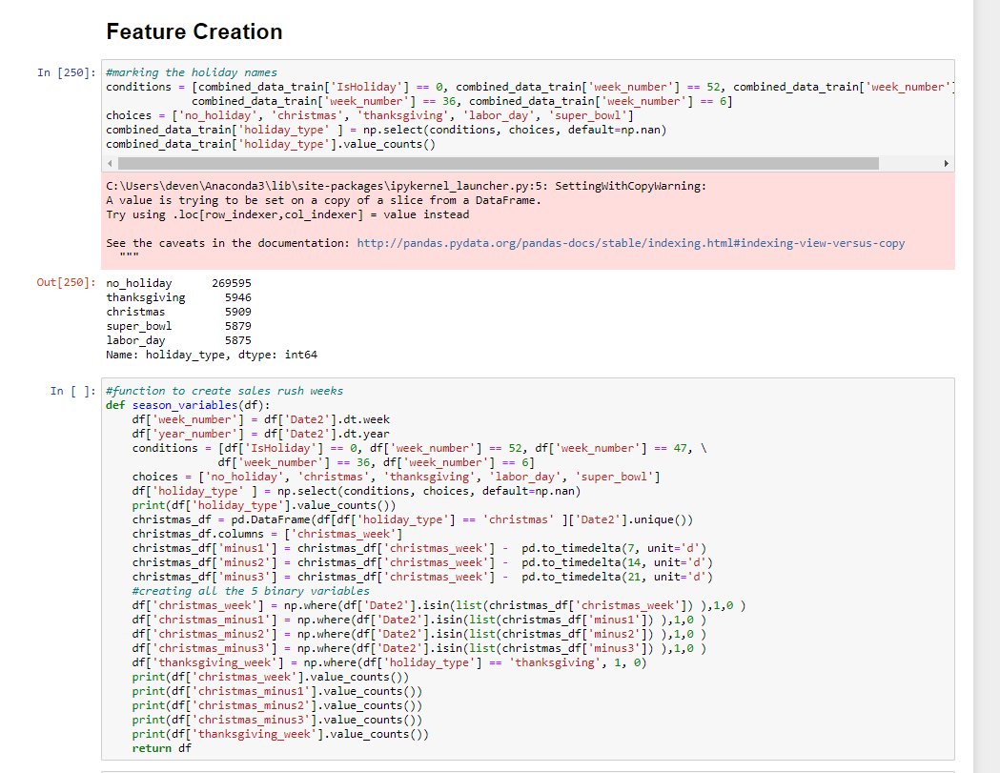 Feature Creation
In [250]: #marking the holiday names
conditions = [combined_data_train['IsHoliday'] == 0, combined_data_train['week_number'] == 52, combined_data_train['week_number']
combined_data_train['week_number'] == 36, combined_data_train['week_number'] == 6]
choices = ['no_holiday', 'christmas', 'thanksgiving', 'labor_day', 'super_bowl']
combined_data_train['holiday_type' ] = np.select(conditions, choices, default=np.nan)
combined_data_train['holiday_type'].value_counts()
C:\Users\deven\Anaconda3\lib\site-packages\ipykernel_launcher.py:5: SettingWithCopyWarning:
A value is trying to be set on a copy of a slice from a DataFrame.
Try using .loc[row_indexer,col_indexer] = value instead
See the caveats in the documentation: http://pandas.pydata.org/pandas-docs/stable/indexing.html#indexing-view-versus-copy
"""
Out[250]: no_holiday 269595
thanksgiving 5946
christmas 5909
super_bowl 5879
labor_day 5875
Name: holiday_type, dtype: int64
In [ ]: #function to create sales rush weeks
def season_variables(df):
df['week_number'] = df['Date2'].dt.week
df['year_number'] = df['Date2'].dt.year
conditions = [df['IsHoliday'] == 0, df['week_number'] == 52, df['week_number'] == 47, \
df['week_number'] == 36, df['week_number'] == 6]
choices = ['no_holiday', 'christmas', 'thanksgiving', 'labor_day', 'super_bowl']
df['holiday_type' ] = np.select(conditions, choices, default=np.nan)
print(df['holiday_type'].value_counts())
christmas_df = pd.DataFrame(df[df['holiday_type'] == 'christmas' ]['Date2'].unique())
christmas_df.columns = ['christmas_week']
christmas_df['minus1'] = christmas_df['christmas_week'] - pd.to_timedelta(7, unit='d')
christmas_df['minus2'] = christmas_df['christmas_week'] - pd.to_timedelta(14, unit='d')
christmas_df['minus3'] = christmas_df['christmas_week'] - pd.to_timedelta(21, unit='d')
#creating all the 5 binary variables
df['christmas_week'] = np.where(df['Date2'].isin(list(christmas_df['christmas_week']) ),1,0 )
df['christmas_minus1'] = np.where(df['Date2'].isin(list(christmas_df['minus1']) ),1,0 )
df['christmas_minus2'] = np.where(df['Date2'].isin(list(christmas_df['minus2']) ),1,0 )
df['christmas_minus3'] = np.where(df['Date2'].isin(list(christmas_df['minus3']) ),1,0 )
df['thanksgiving_week'] = np.where(df['holiday_type'] == 'thanksgiving', 1, 0)
print(df['christmas_week'].value_counts())
print(df['christmas_minus1'].value_counts())
print(df['christmas_minus2'].value_counts())
print(df['christmas_minus3'].value_counts())
print(df['thanksgiving_week'].value_counts())
return df